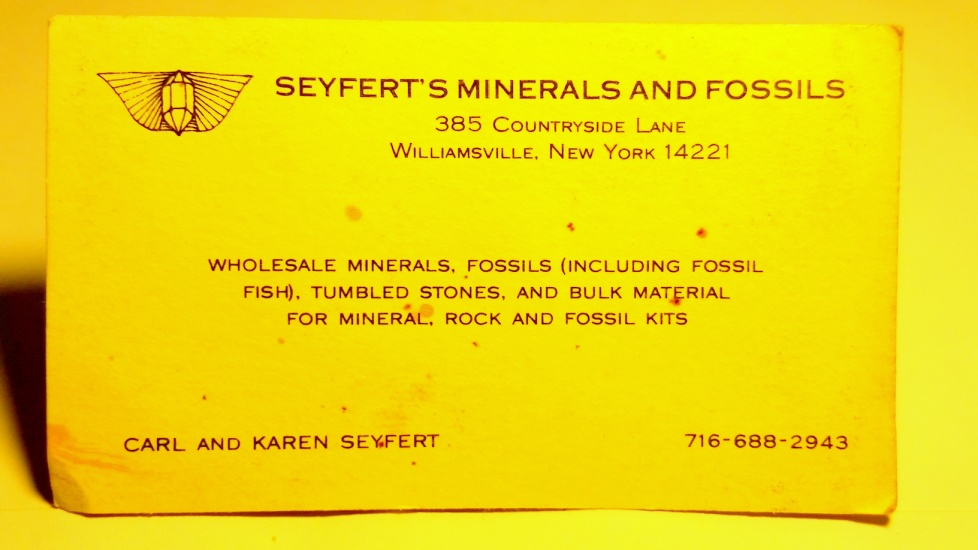 SEYFERT'S MINERALS AND FOSSILS
385 COUNTRYSIDE LANE
WILLIAMSVILLE, NEW YORK 14221
WHOLESALE MINERALS, FOSSILS (INCLUDING FOSSIL
FISH), TUMBLED STONES, AND BULK MATERIAL
FOR MINERAL, ROCK AND FOSSIL KITS
CARL AND KAREN SEYFERT
716-688-2943